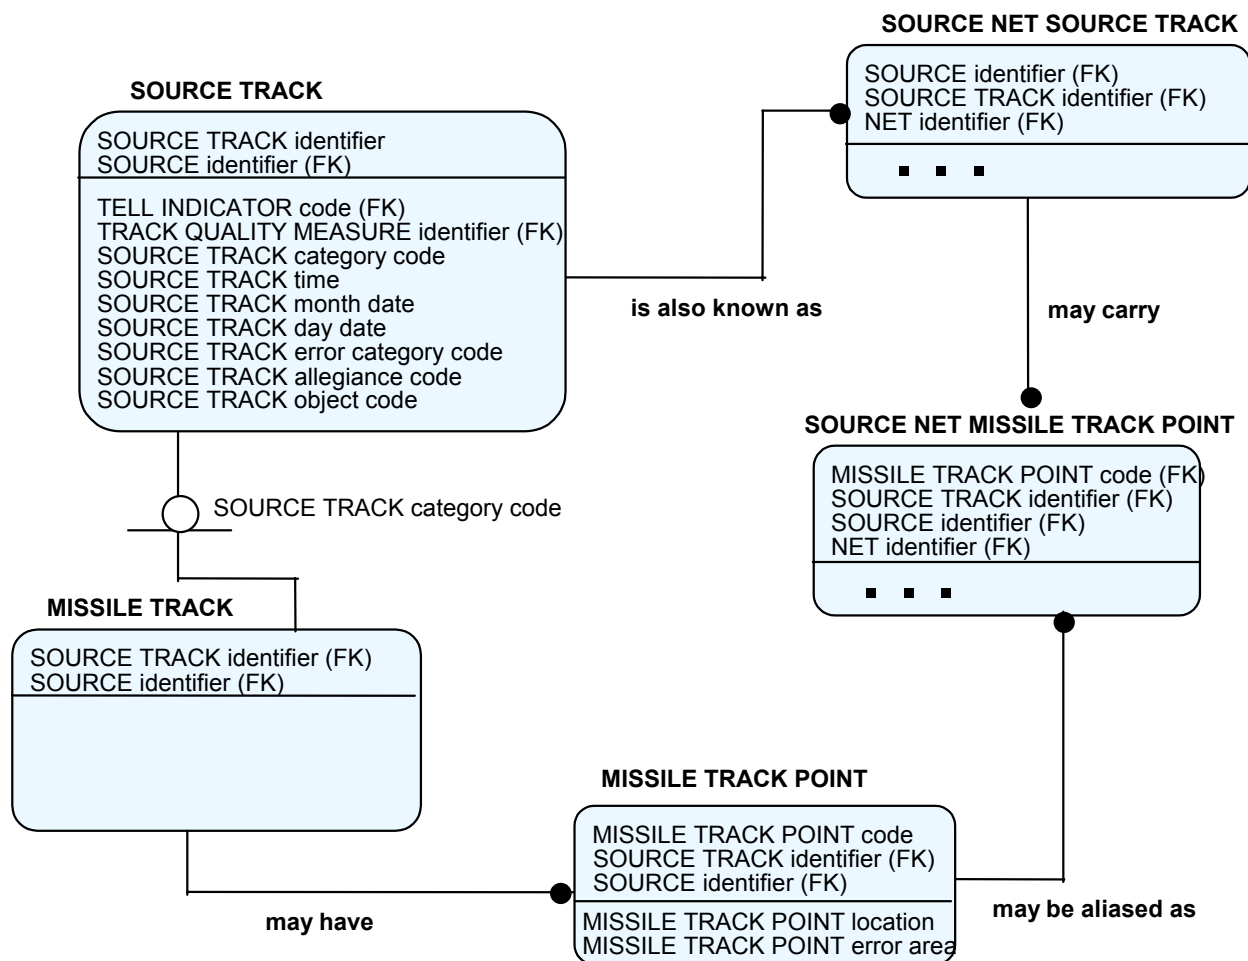 SOURCE NET SOURCE TRACK
SOURCE identifier (FK)
SOURCE TRACK identifier (FK)
NET identifier (FK)
SOURCE TRACK
SOURCE TRACK identifier
SOURCE identifier (FK)
TELL INDICATOR code (FK)
TRACK QUALITY MEASURE identifier (FK)
SOURCE TRACK category code
SOURCE TRACK time
SOURCE TRACK month date
SOURCE TRACK day date
SOURCE TRACK error category code
SOURCE TRACK allegiance code
SOURCE TRACK object code
is also known as
may carry
SOURCE NET MISSILE TRACK POINT
MISSILE TRACK POINT code (FK)
SOURCE TRACK identifier (FK)
SOURCE identifier (FK)
NET identifier (FK)
SOURCE TRACK category code
MISSILE TRACK
SOURCE TRACK identifier (FK)
SOURCE identifier (FK)
MISSILE TRACK POINT
MISSILE TRACK POINT code
SOURCE TRACK identifier (FK)
SOURCE identifier (FK)
MISSILE TRACK POINT location
MISSILE TRACK POINT error area
may have
may be aliased as